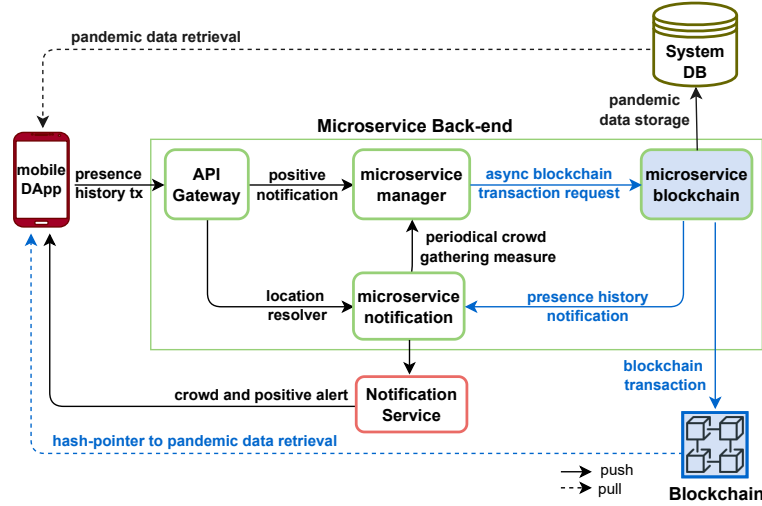 pandemic data retrieval
System
DB
pandemic
data storage
Microservice Back-end
mobile
DApp
presence
history tx
API
Gateway
positive
notification
microservice
manager
async blockchain
transaction request
microservice
blockchain
periodical crowd
gathering measure
location
resolver
microservice
notification
presence history
notification
blockchain
transaction
crowd and positive alert
Notification
Service
hash-pointer to pandemic data retrieval
push
pull
Blockchain